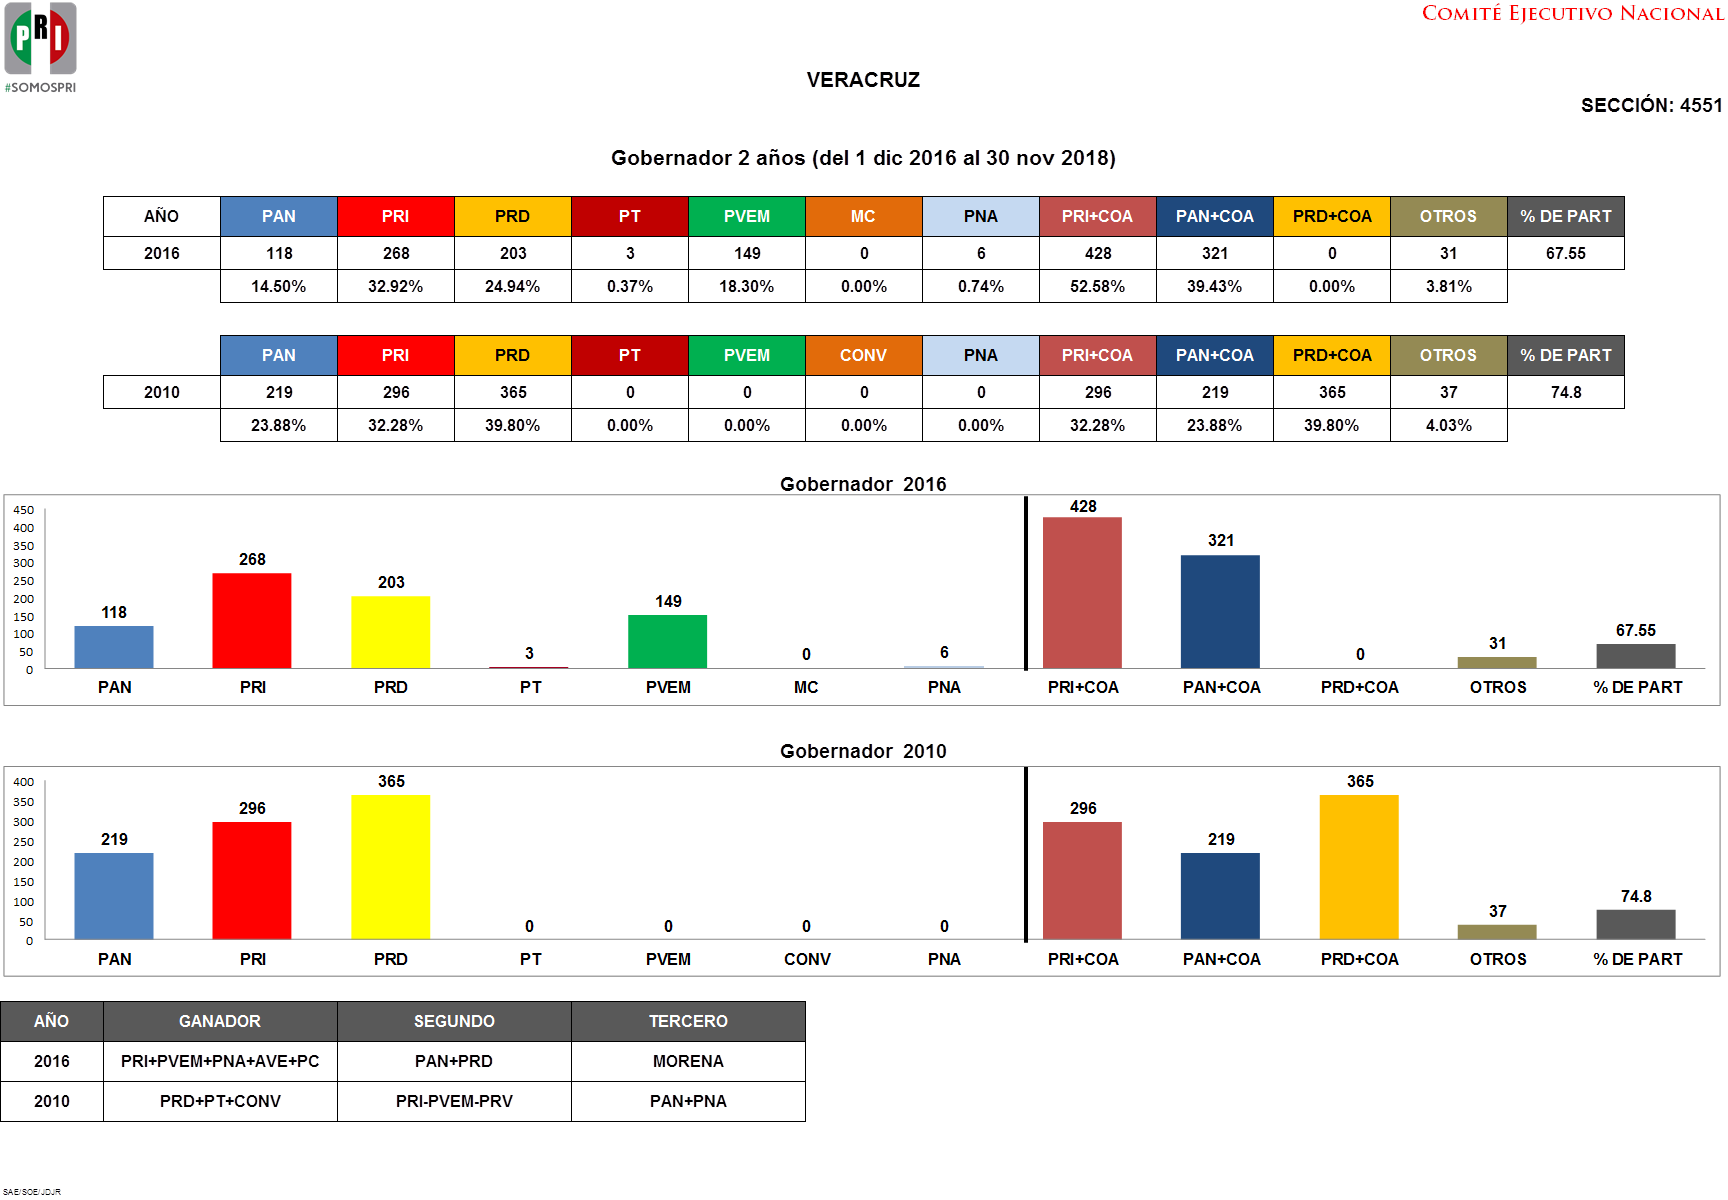 PRI
#SOMOSPRI
COMITÉ EJECUTIVO NACIONAL
VERACRUZ
SECCIÓN: 4551
Gobernador 2 años (del 1 dic 2016 al 30 nov 2018)
AÑO PAN PRI PRD PT PVEM MC PNA PRI+COA PAN+COA PRD+COA OTROS % DE PART
2016 118 268 203 3 149 0 6 428 321 0 31 67.55
14.50% 32.92% 24.94% 0.37% 18.30% 0.00% 0.74% 52.58% 39.43% 0.00% 3.81%
PAN PRI PRD PT PVEM CONV PNA PRI+COA PAN+COA PRD+COA OTROS % DE PART
2010 219 296 365 0 0 0 0 296 219 365 37 74.8
23.88% 32.28% 39.80% 0.00% 0.00% 0.00% 0.00% 32.28% 23.88% 39.80% 4.03%
Gobernador 2016
450
400
350
300
250
200
150
100
50
0
118 268 203 3 149 0 6 428 321 0 31 67.55
PAN PRI PRD PT PVEM MC PNA PRI+COA PAN+COA PRD+COA OTROS % DE PART
Gobernador 2010
400
350
300
250
200
150
100
50
0
219 296 365 0 0 0 0 296 219 365 37 74.8
PAN PRI PRD PT PVEM CONV PNA PRI+COA PAN+COA PRD+COA OTROS % DE PART
AÑO GANADOR SEGUNDO TERCERO
2016 PRI+PVEM+PNA+AVE+PC PAN+PRD MORENA
2010 PRD+PT+CONV PRI-PVEM-PRV PAN+PNA
SAE/SOE/JDJR